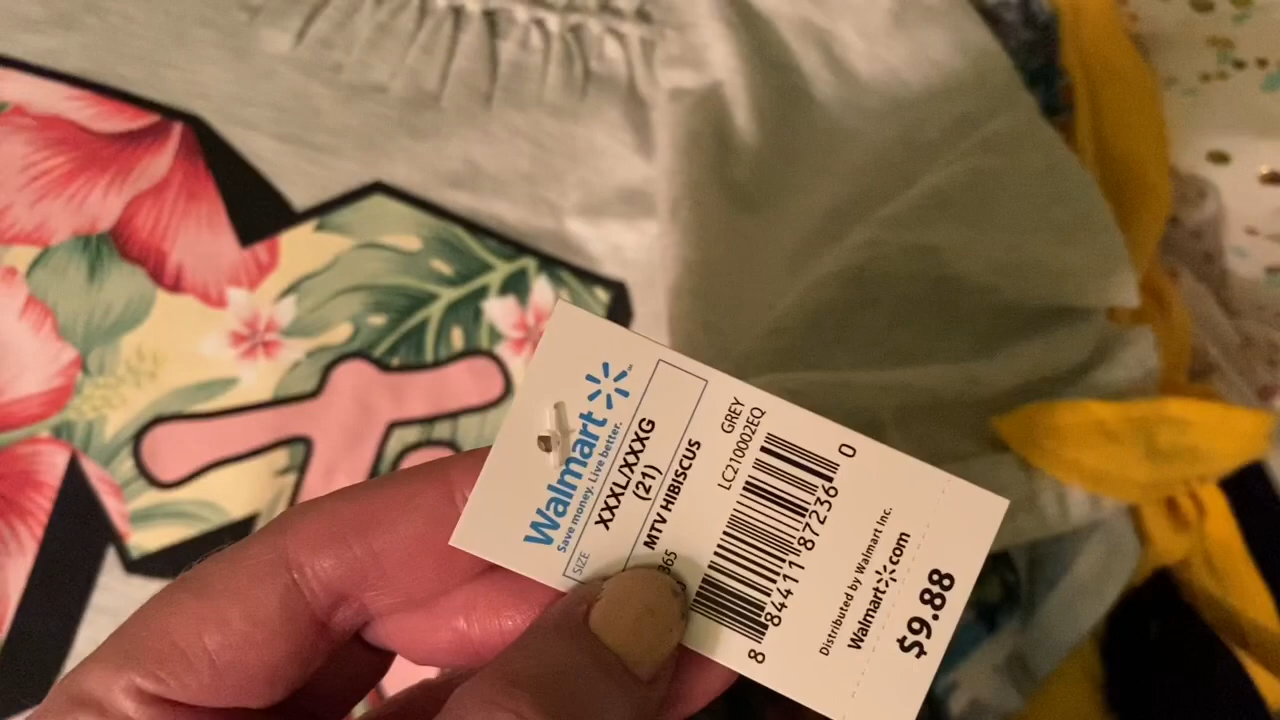 Walmart
Save money. Live better.
SIZE
XXXL/XXXG
(21)
MTV HIBISCUS
GREY
LC210002EQ
8 84411 87236 0
Distributed by Walmart Inc.
Walmart.com
$9.88